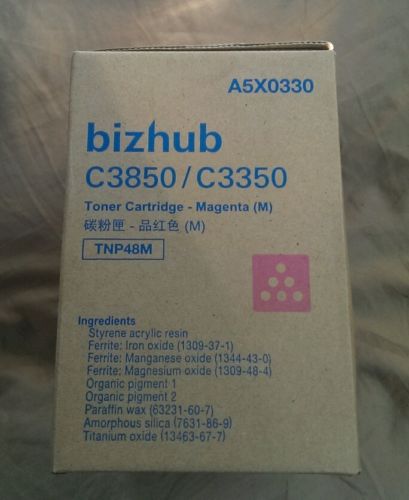 A5X0330
bizhub
C3850/C3350
Toner Cartridge - Magenta (M)
碳粉匣 - 品红色 (M)
TNP48M
Ingredients
Styrene acrylic resin
Ferrite: Iron oxide (1309-37-1)
Ferrite: Manganese oxide (1344-43-0)
Ferrite: Magnesium oxide (1309-48-4)
Organic pigment 1
Organic pigment 2
Paraffin wax (63231-60-7)
Amorphous silica (7631-86-9)
Titanium oxide (13463-67-7)